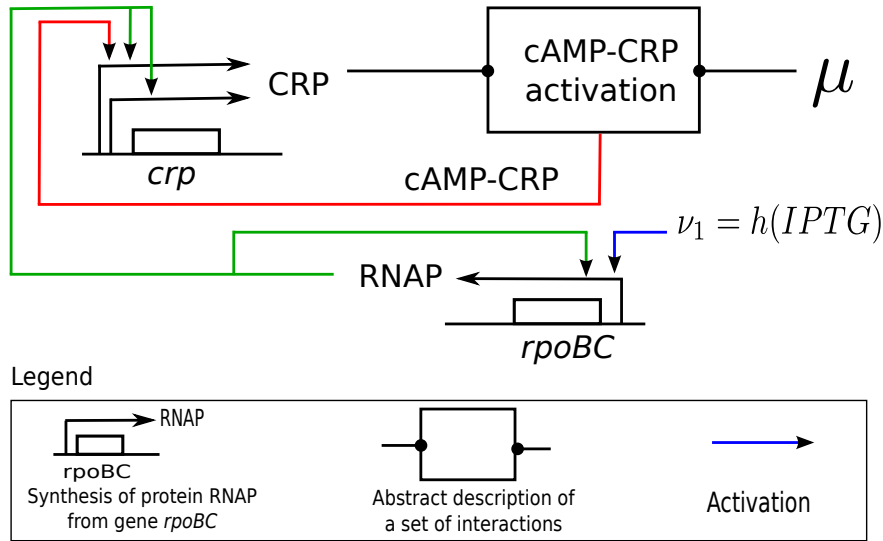 CRP
cAMP-CRP
activation
μ
crp
cAMP-CRP
ν₁ = h(IPTG)
RNAP
rpoBC
Legend
RNAP
rpoBC
Synthesis of protein RNAP
from gene rpoBC
Abstract description of
a set of interactions
Activation